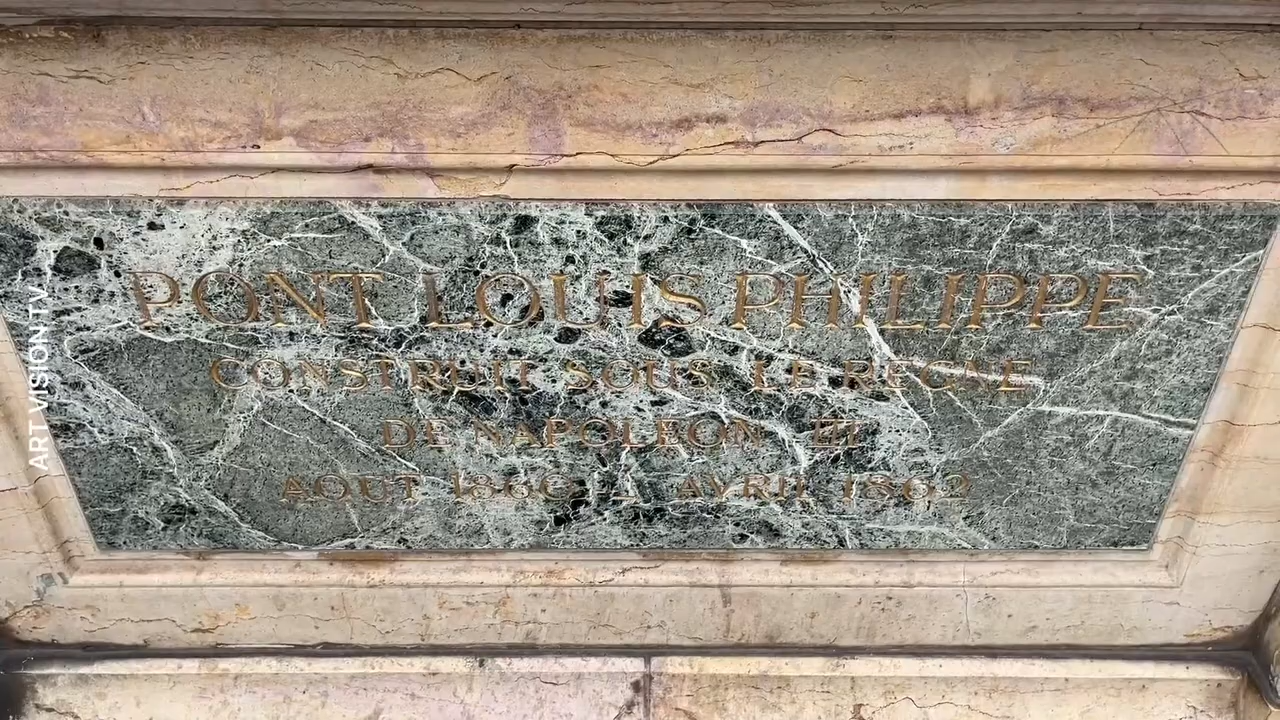 PONT LOUIS PHILIPPE
CONSTRUIT SOUS LE REGNE
DE NAPOLEON III
AOUT 1860 _ AVRIL 1862
ART VISION TV